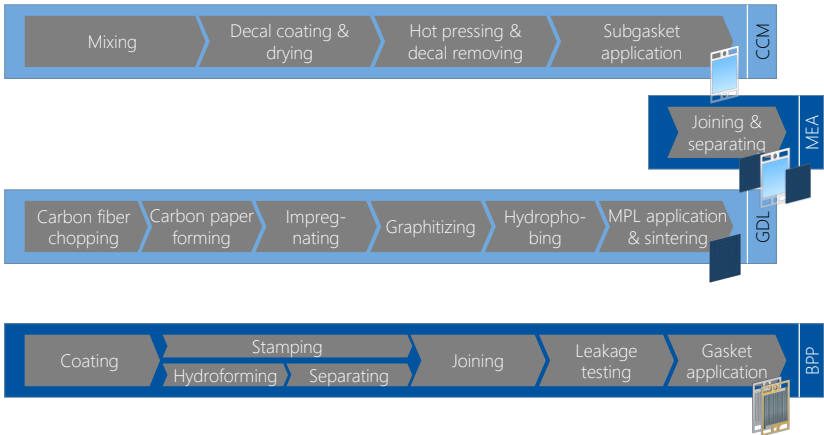 Mixing
Decal coating &
drying
Hot pressing &
decal removing
Subgasket
application
CCM
Joining &
separating
MEA
Carbon fiber
chopping
Carbon paper
forming
Impreg-
nating
Graphitizing
Hydropho-
bing
MPL application
& sintering
GDL
Coating
Stamping
Hydroforming
Separating
Joining
Leakage
testing
Gasket
application
BPP